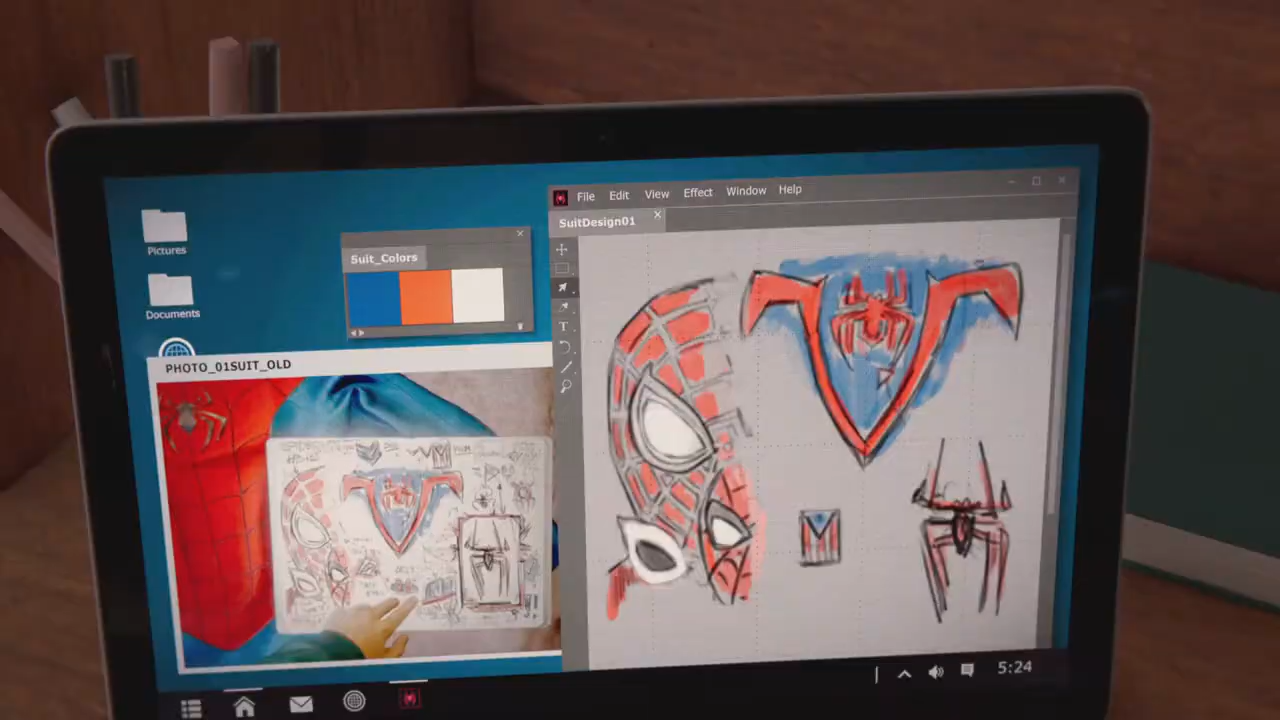 Pictures
Documents
Suit_Colors
PHOTO_01SUIT_OLD
File Edit View Effect Window Help
SuitDesign01
T
5:24